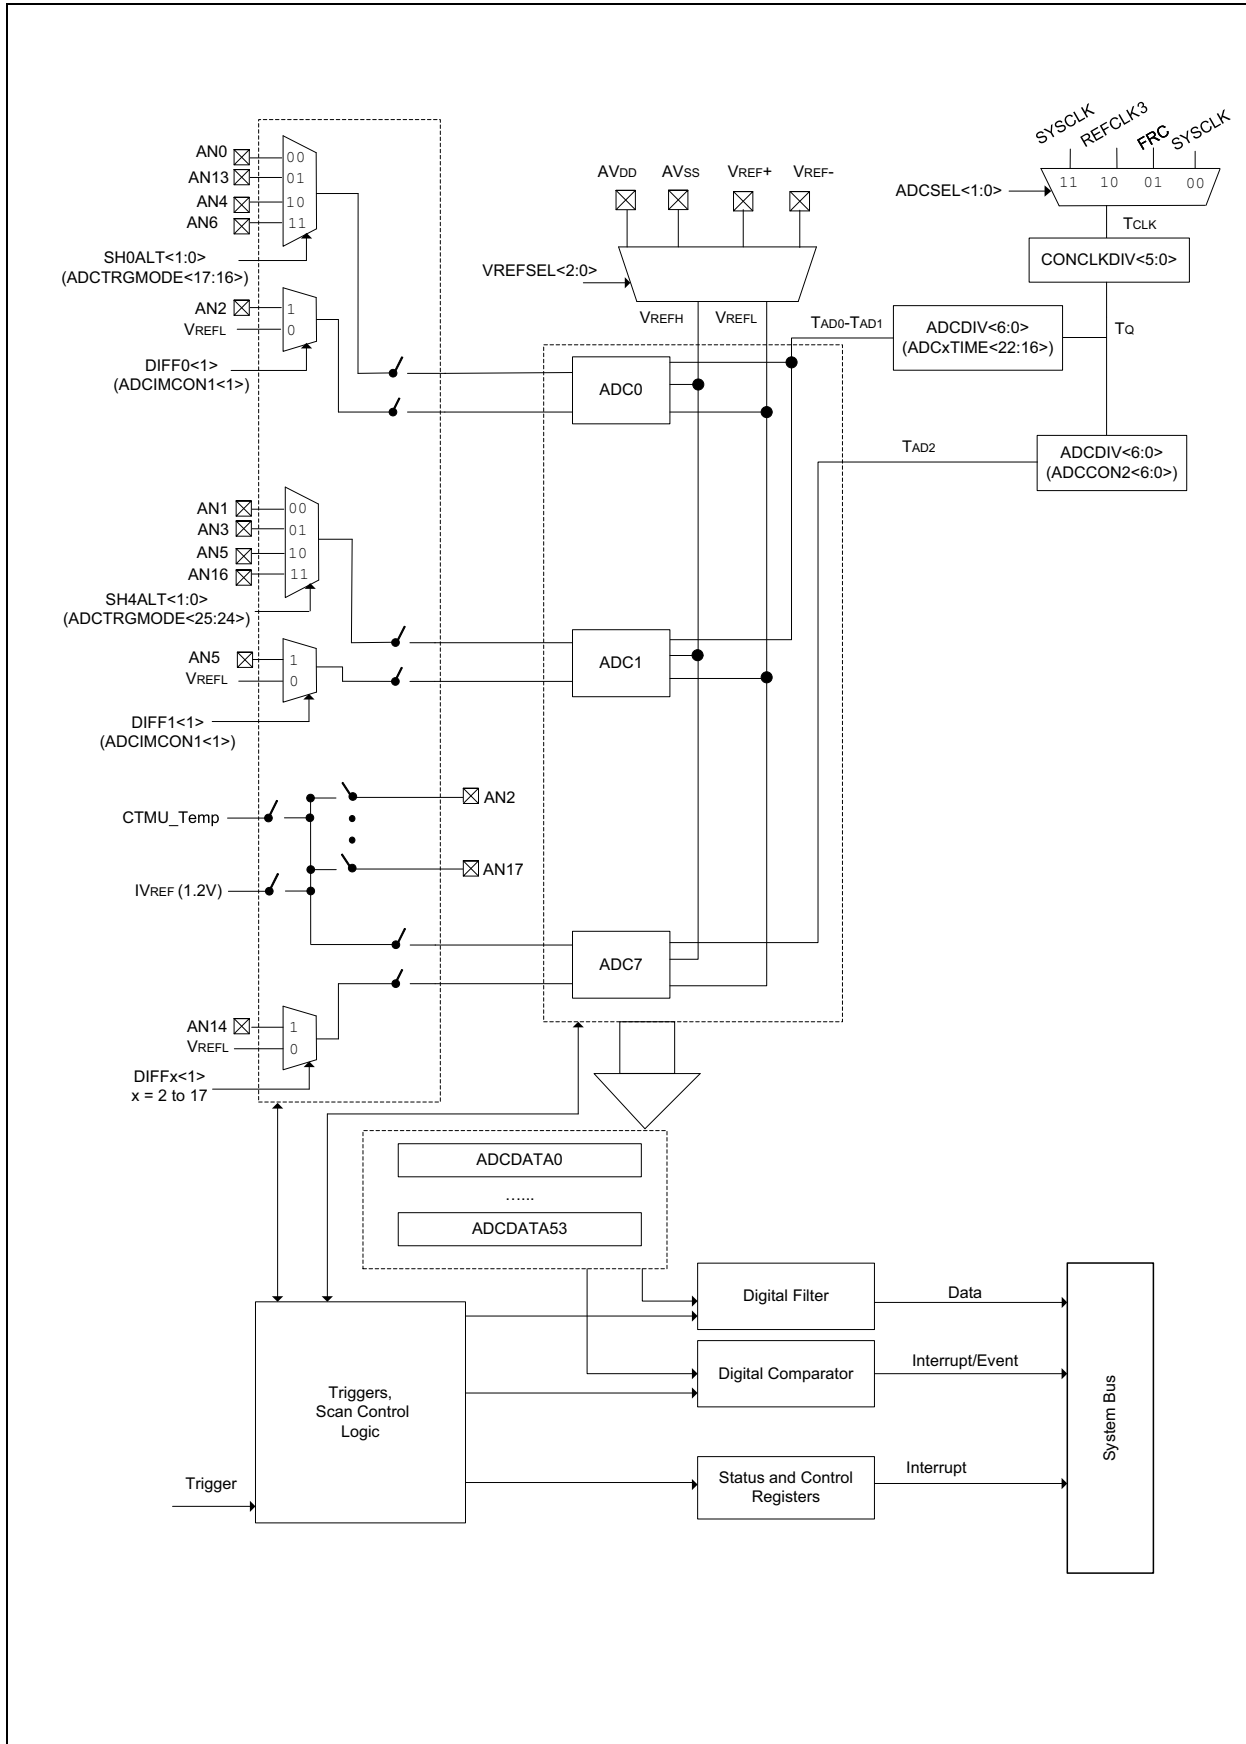 SYSCLK
REFCLK3
FRC
SYSCLK
AN0
00
AN13
01
AN4
10
AN6
11
SH0ALT<1:0>
(ADCTRGMODE<17:16>)
AN2
1
VREFL
0
DIFF0<1>
(ADCIMCON1<1>)
AVDD
AVSS
VREF+
VREF-
VREFSEL<2:0>
VREFH
VREFL
ADCSEL<1:0>
11
10
01
00
TCLK
CONCLKDIV<5:0>
TAD0-TAD1
ADCDIV<6:0>
(ADCxTIME<22:16>)
TQ
ADC0
TAD2
ADCDIV<6:0>
(ADCCON2<6:0>)
AN1
00
AN3
01
AN5
10
AN16
11
SH4ALT<1:0>
(ADCTRGMODE<25:24>)
AN5
1
VREFL
0
DIFF1<1>
(ADCIMCON1<1>)
ADC1
CTMU_Temp
AN2
IVREF (1.2V)
AN17
ADC7
AN14
1
VREFL
0
DIFFx<1>
x = 2 to 17
ADCDATA0
…...
ADCDATA53
Triggers,
Scan Control
Logic
Trigger
Digital Filter
Data
Digital Comparator
Interrupt/Event
Status and Control
Registers
Interrupt
System Bus